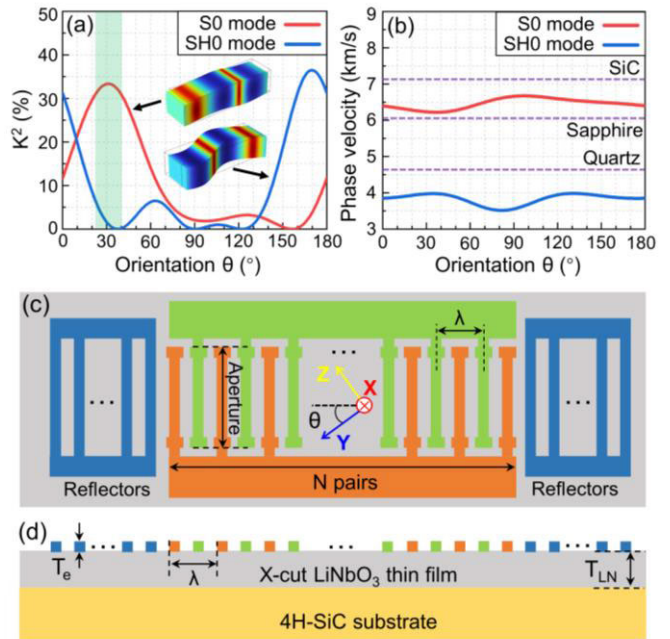 (a)
S0 mode
SH0 mode
K² (%)
50
40
30
20
10
0
0 30 60 90 120 150 180
Orientation θ (°)
(b)
S0 mode
SH0 mode
Phase velocity (km/s)
9
8
7
6
5
4
3
SiC
Sapphire
Quartz
0 30 60 90 120 150 180
Orientation θ (°)
(c)
λ
Aperture
...
...
...
Z
X
θ
Y
N pairs
Reflectors
Reflectors
(d)
Tₑ
...
...
...
...
λ
X-cut LiNbO₃ thin film
T_LN
4H-SiC substrate